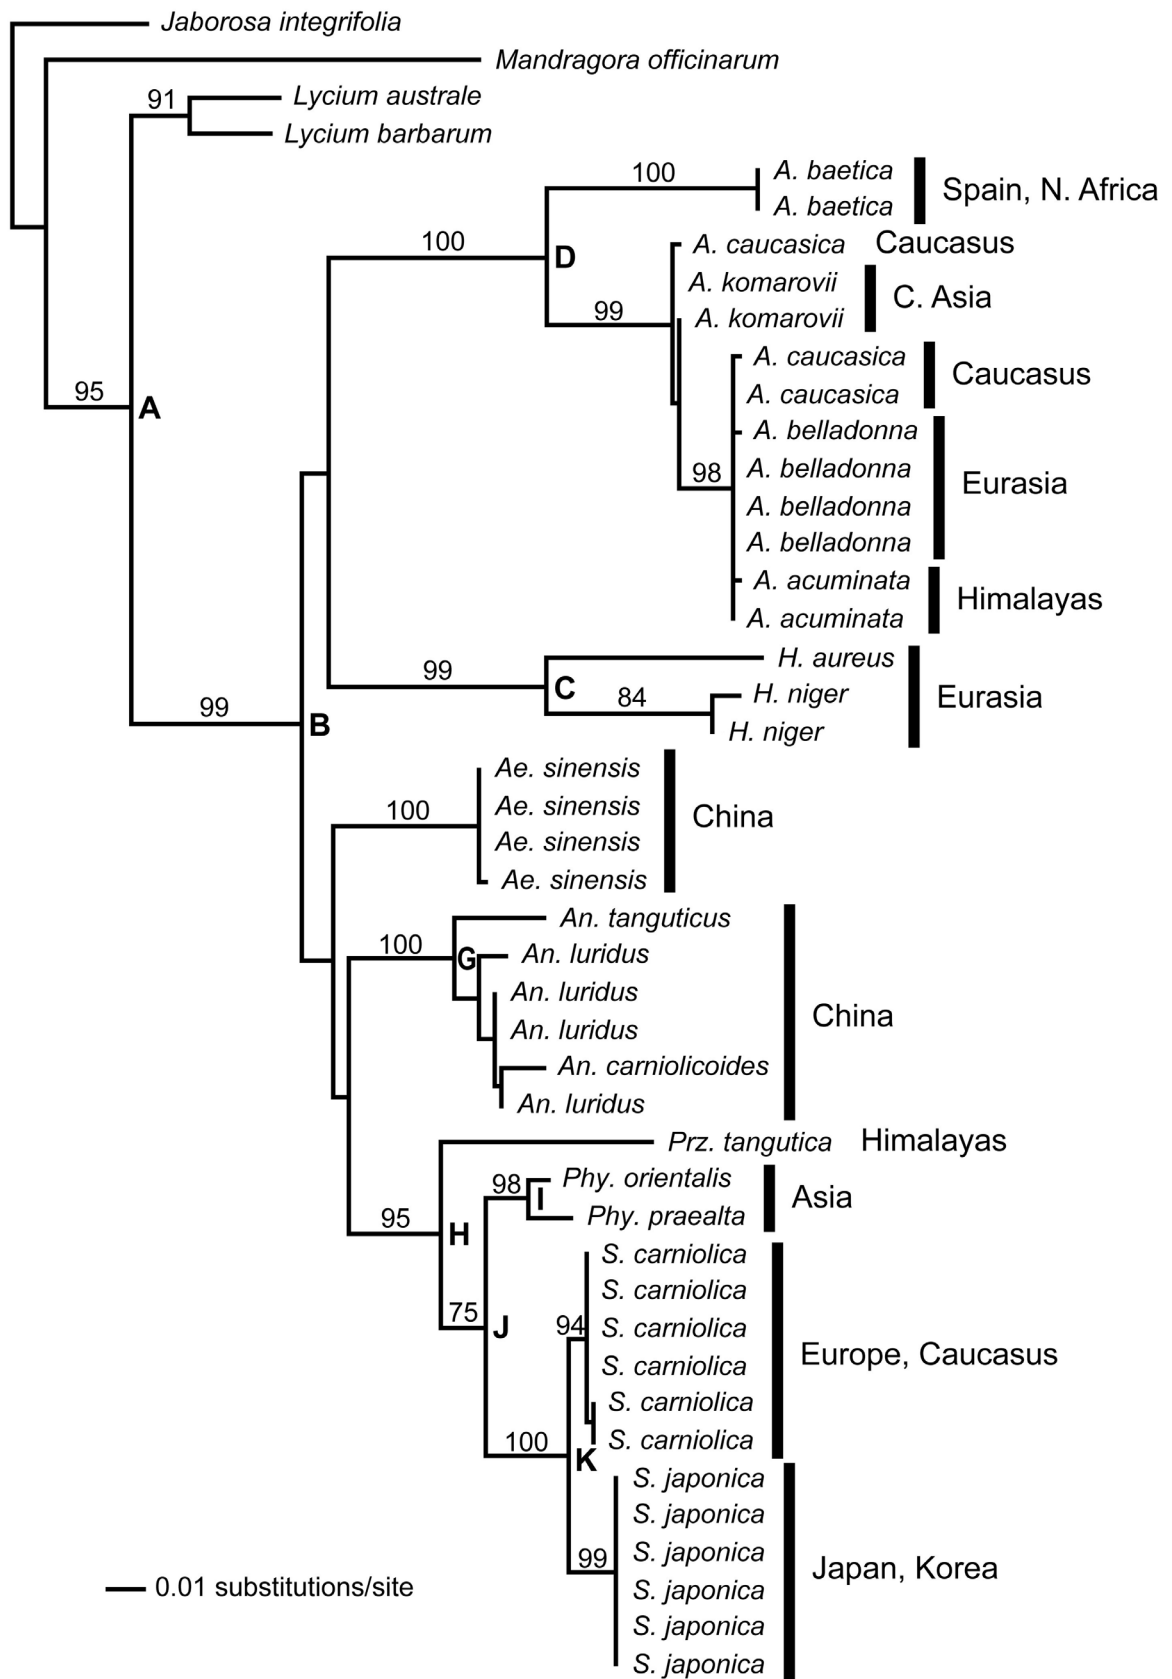 Jaborosa integrifolia
Mandragora officinarum
91
Lycium australe
Lycium barbarum
100
A. baetica
A. baetica
Spain, N. Africa
100
D
A. caucasica
Caucasus
A. komarovii
A. komarovii
C. Asia
99
A. caucasica
A. caucasica
Caucasus
95
A
A. belladonna
A. belladonna
A. belladonna
A. belladonna
Eurasia
98
A. acuminata
A. acuminata
Himalayas
99
C
H. aureus
84
H. niger
H. niger
Eurasia
99
B
Ae. sinensis
Ae. sinensis
Ae. sinensis
Ae. sinensis
China
100
An. tanguticus
100
G
An. luridus
An. luridus
An. luridus
An. carniolicoides
An. luridus
China
Prz. tangutica
Himalayas
98
I
Phy. orientalis
Phy. praealta
Asia
95
H
75
J
94
S. carniolica
S. carniolica
S. carniolica
S. carniolica
S. carniolica
S. carniolica
Europe, Caucasus
100
K
S. japonica
S. japonica
S. japonica
S. japonica
S. japonica
S. japonica
Japan, Korea
99
0.01 substitutions/site